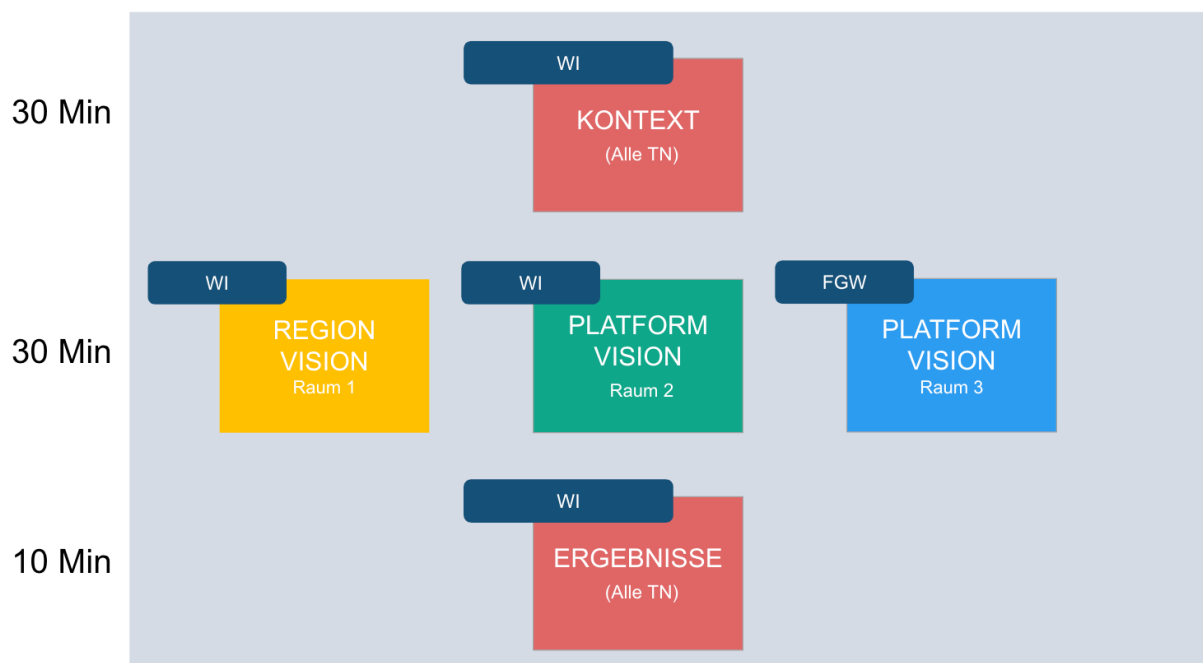 WI
30 Min
KONTEXT
(Alle TN)
WI
WI
FGW
30 Min
REGION
VISION
Raum 1
PLATFORM
VISION
Raum 2
PLATFORM
VISION
Raum 3
WI
10 Min
ERGEBNISSE
(Alle TN)